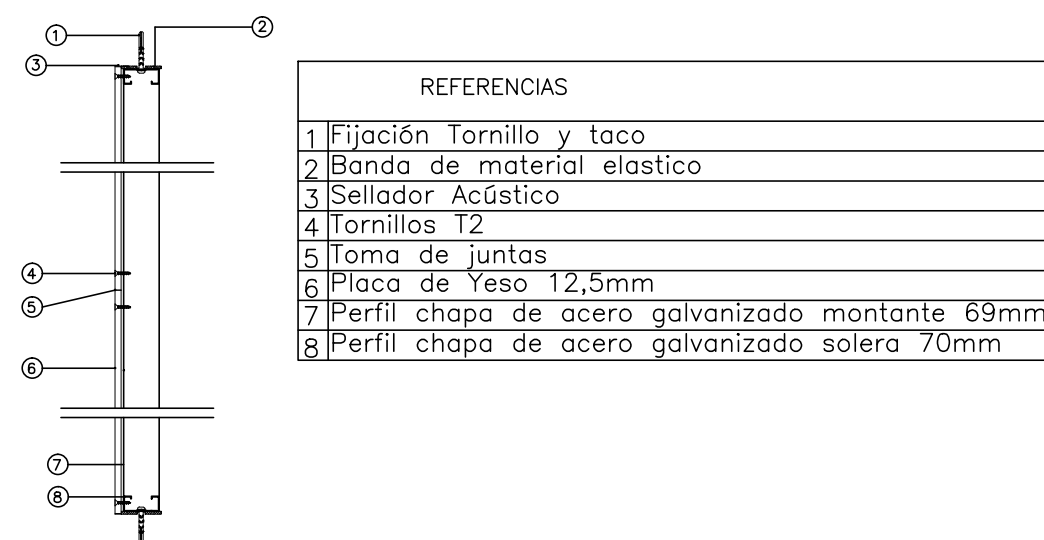 1
2
3
4
5
6
7
8
REFERENCIAS
1 Fijación Tornillo y taco
2 Banda de material elastico
3 Sellador Acústico
4 Tornillos T2
5 Toma de juntas
6 Placa de Yeso 12,5mm
7 Perfil chapa de acero galvanizado montante 69mm
8 Perfil chapa de acero galvanizado solera 70mm